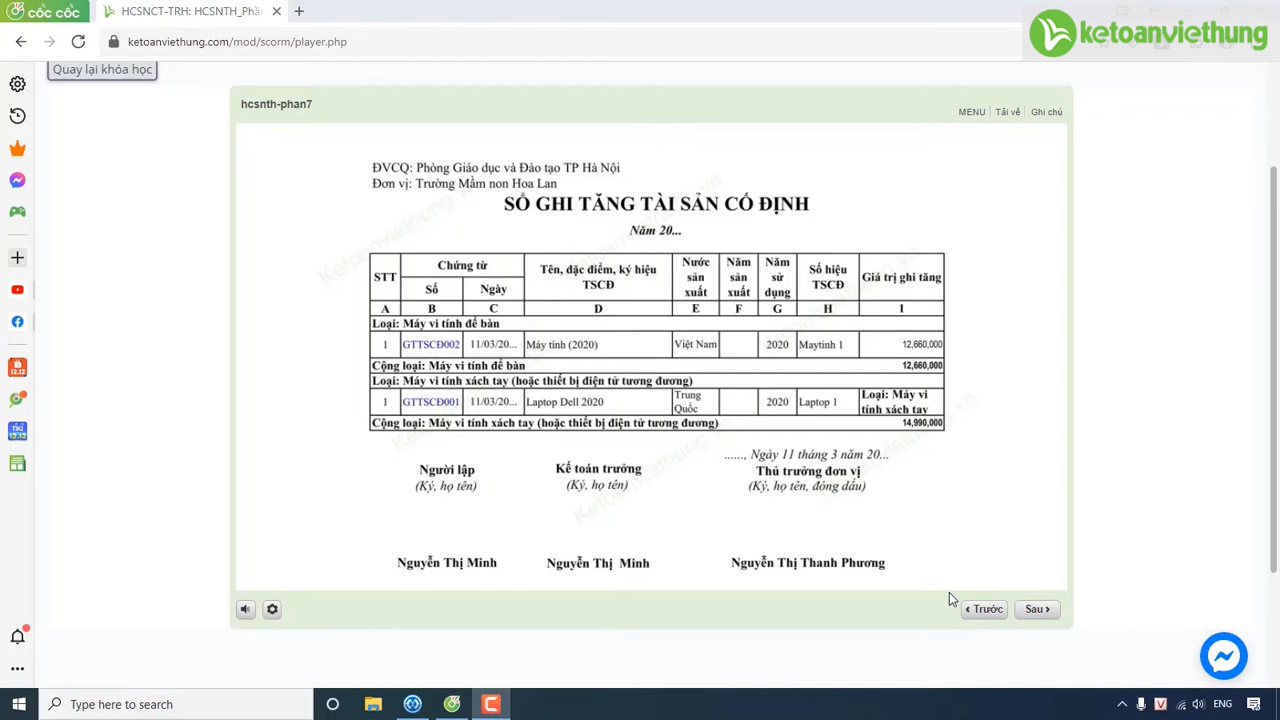 cốc cốc
HCSNCT-TRH: HCSNTH_Phầ
ketoanviethung.com/mod/scorm/player.php
ketoanviethung
Quay lại khóa học
hcsnth-phan7
MENU Tải về Ghi chú
ĐVCQ: Phòng Giáo dục và Đào tạo TP Hà Nội
Đơn vị: Trường Mầm non Hoa Lan
SỔ GHI TĂNG TÀI SẢN CỐ ĐỊNH
Năm 20...
STT Chứng từ Tên, đặc điểm, ký hiệu TSCĐ Nước sản xuất Năm sản xuất Năm sử dụng Số hiệu TSCĐ Giá trị ghi tăng
Số Ngày
A B C D E F G H 1
Loại: Máy vi tính để bàn
1 GTTSCĐ002 11/03/20... Máy tính (2020) Việt Nam 2020 Maytinh 1 12,660,000
Cộng loại: Máy vi tính để bàn 12,660,000
Loại: Máy vi tính xách tay (hoặc thiết bị điện tử tương đương)
1 GTTSCĐ001 11/03/20... Laptop Dell 2020 Trung Quốc 2020 Laptop 1 Loại: Máy vi tính xách tay
Cộng loại: Máy vi tính xách tay (hoặc thiết bị điện tử tương đương) 14,990,000
......, Ngày 11 tháng 3 năm 20...
Người lập Kế toán trưởng Thủ trưởng đơn vị
(Ký, họ tên) (Ký, họ tên) (Ký, họ tên, đóng dấu)
Nguyễn Thị Minh Nguyễn Thị Minh Nguyễn Thị Thanh Phương
‹ Trước Sau ›
Type here to search
ENG